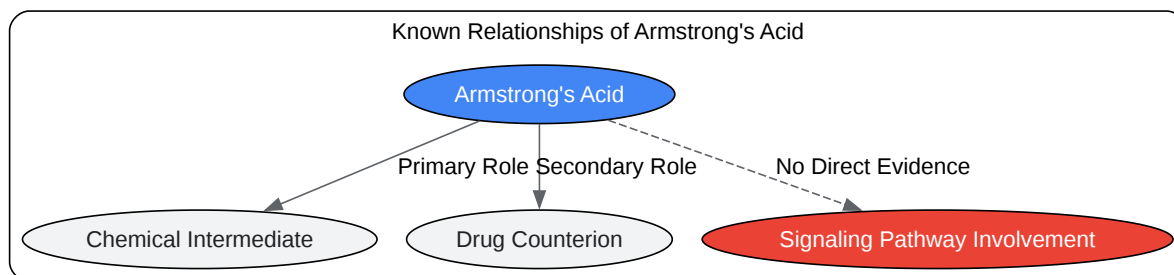 Known Relationships of Armstrong's Acid
Armstrong's Acid
Primary Role
Secondary Role
No Direct Evidence
Chemical Intermediate
Drug Counterion
Signaling Pathway Involvement